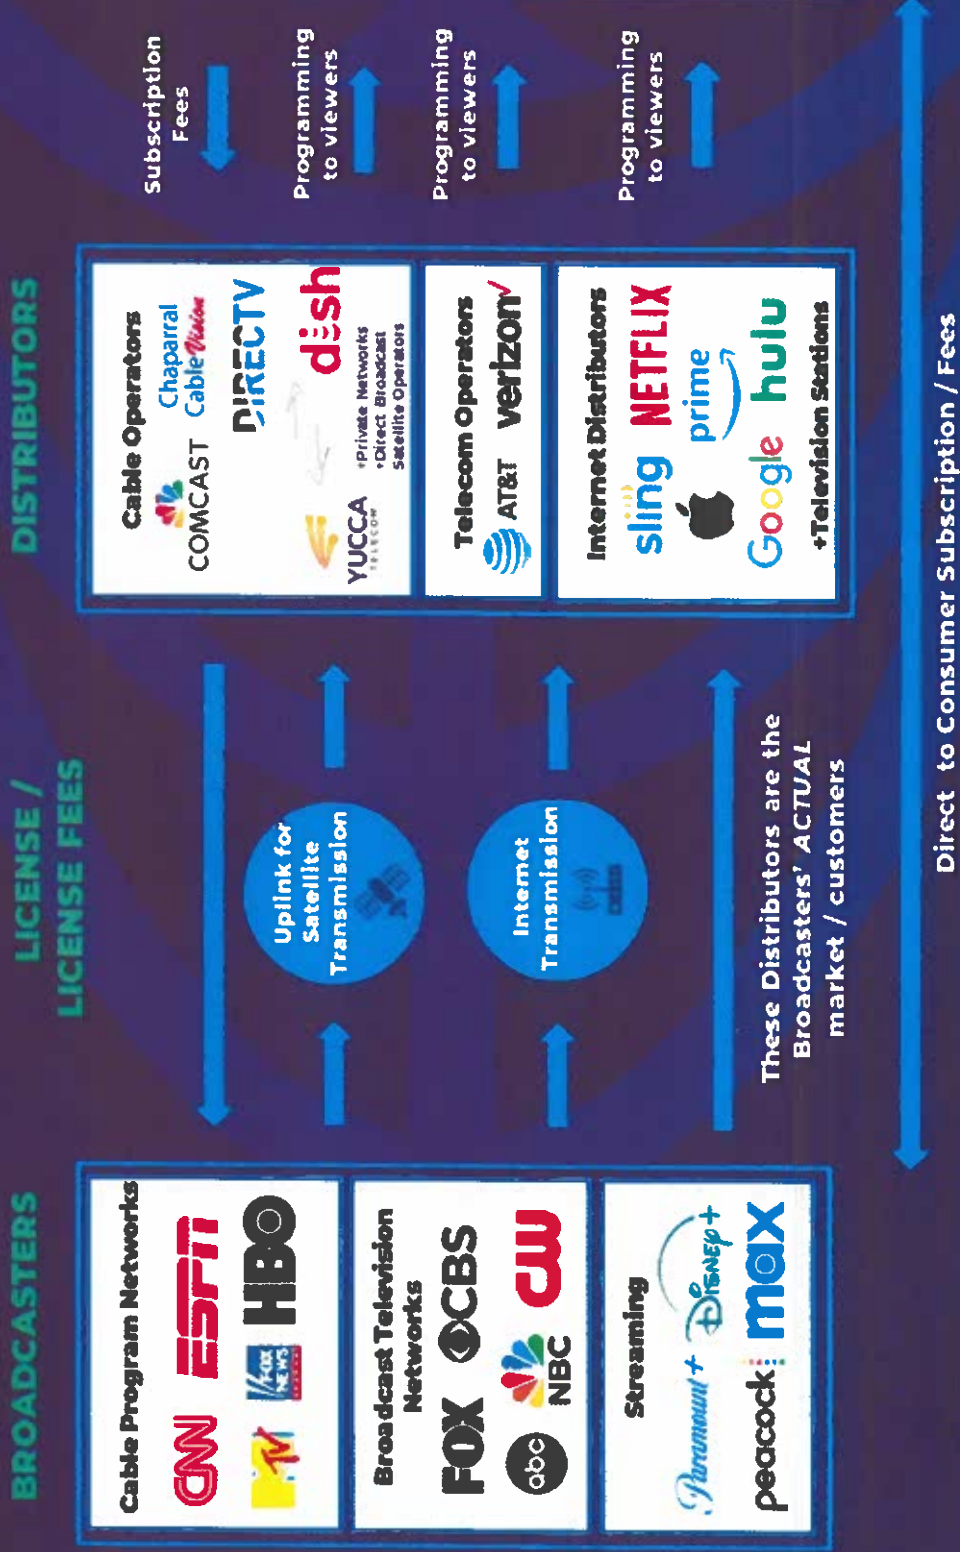 BROADCASTERS
LICENSE /
LICENSE FEES
DISTRIBUTORS
Cable Program Networks
CNN
ESPN
MTV
FOX
NEWS
channel
HBO
Broadcast Television
Networks
FOX
CBS
abc
NBC
CW
Streaming
Paramount +
Disney+
peacock
max
Uplink for
Satellite
Transmission
Internet
Transmission
These Distributors are the
Broadcasters' ACTUAL
market / customers
Cable Operators
COMCAST
Chaparral
CableVision
DIRECTV
YUCCA
TELECOM
+Private Networks
+Direct Broadcast
Satellite Operators
dish
Telecom Operators
AT&T
verizon
Internet Distributors
sling
NETFLIX
prime
Google
hulu
+Television Stations
Subscription
Fees
Programming
to viewers
Programming
to viewers
Programming
to viewers
Direct to Consumer Subscription / Fees